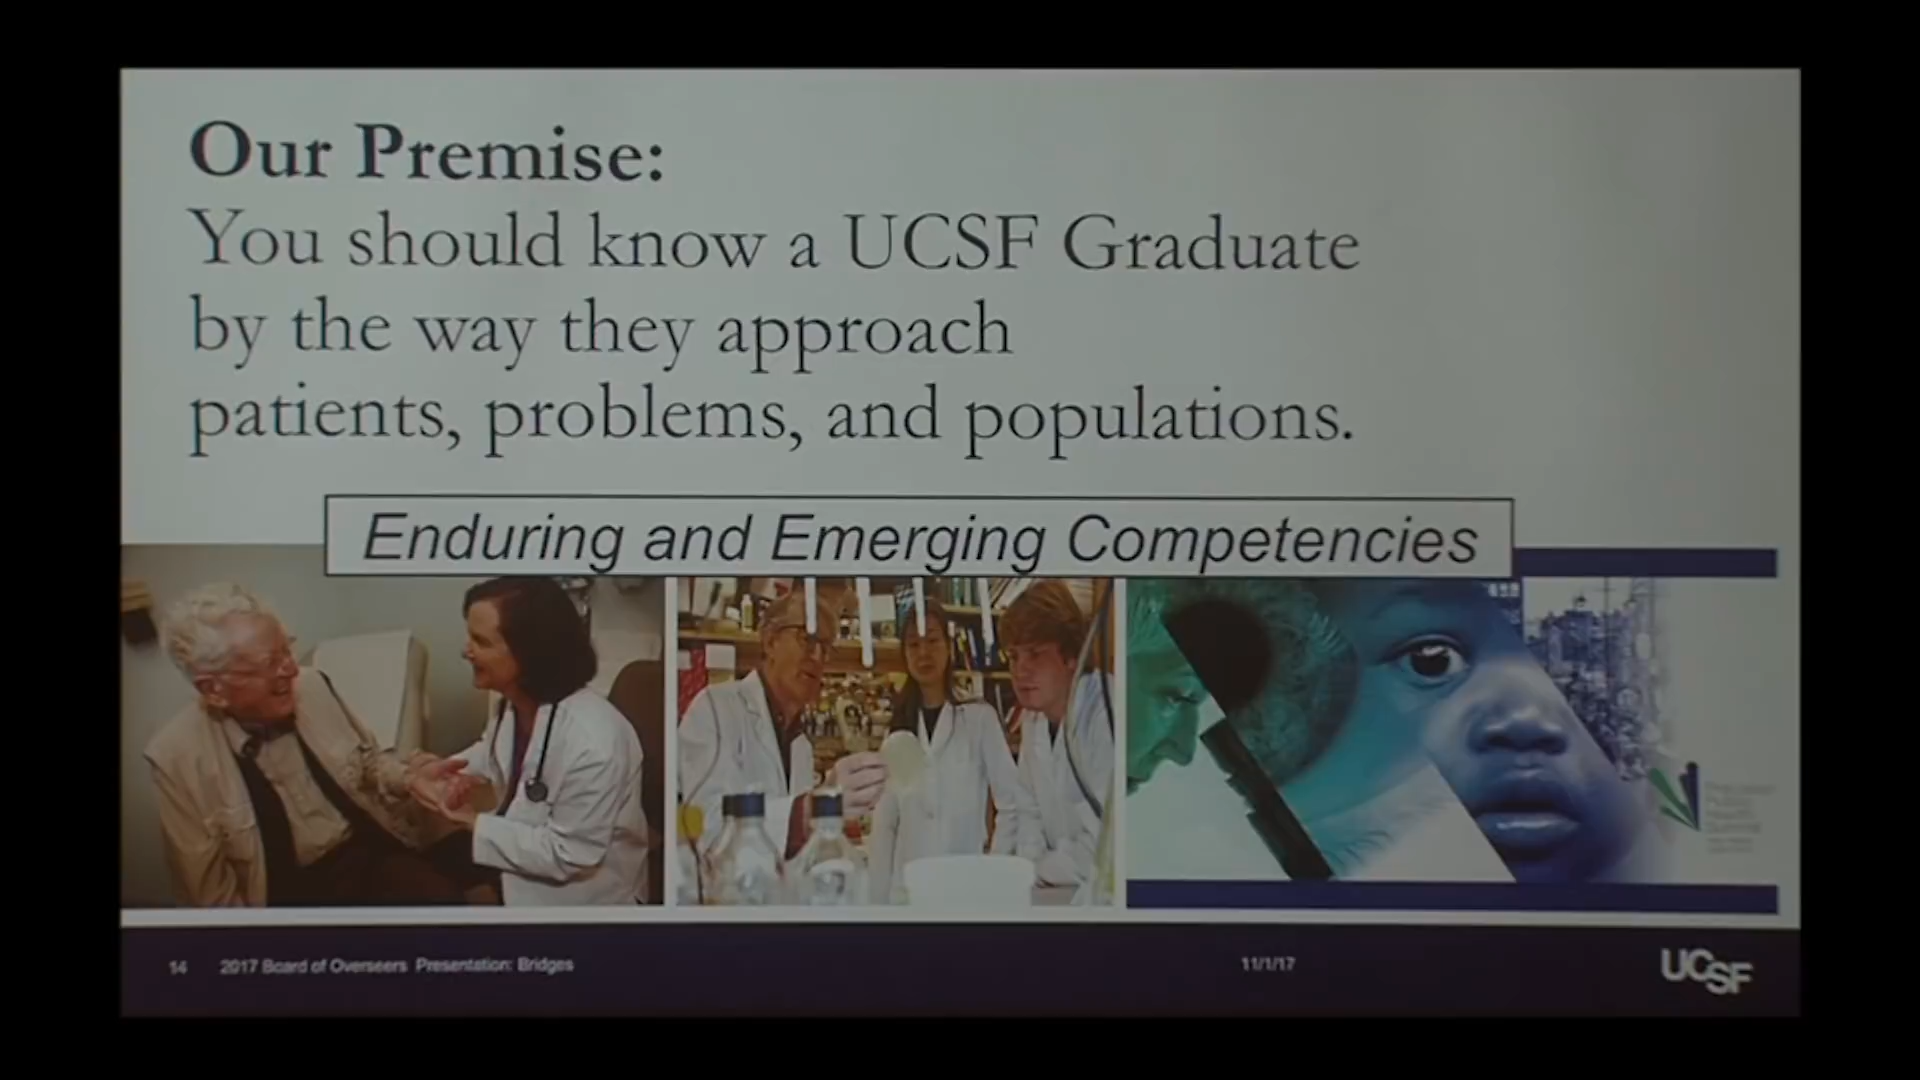 Our Premise:
You should know a UCSF Graduate
by the way they approach
patients, problems, and populations.
Enduring and Emerging Competencies
14 2017 Board of Overseers Presentation: Bridges
11/1/17
UCSF